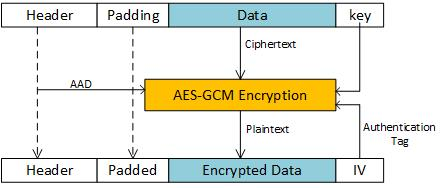 Header Padding Data key
Ciphertext
AAD
AES-GCM Encryption
Plaintext
Authentication
Tag
Header Padded Encrypted Data IV